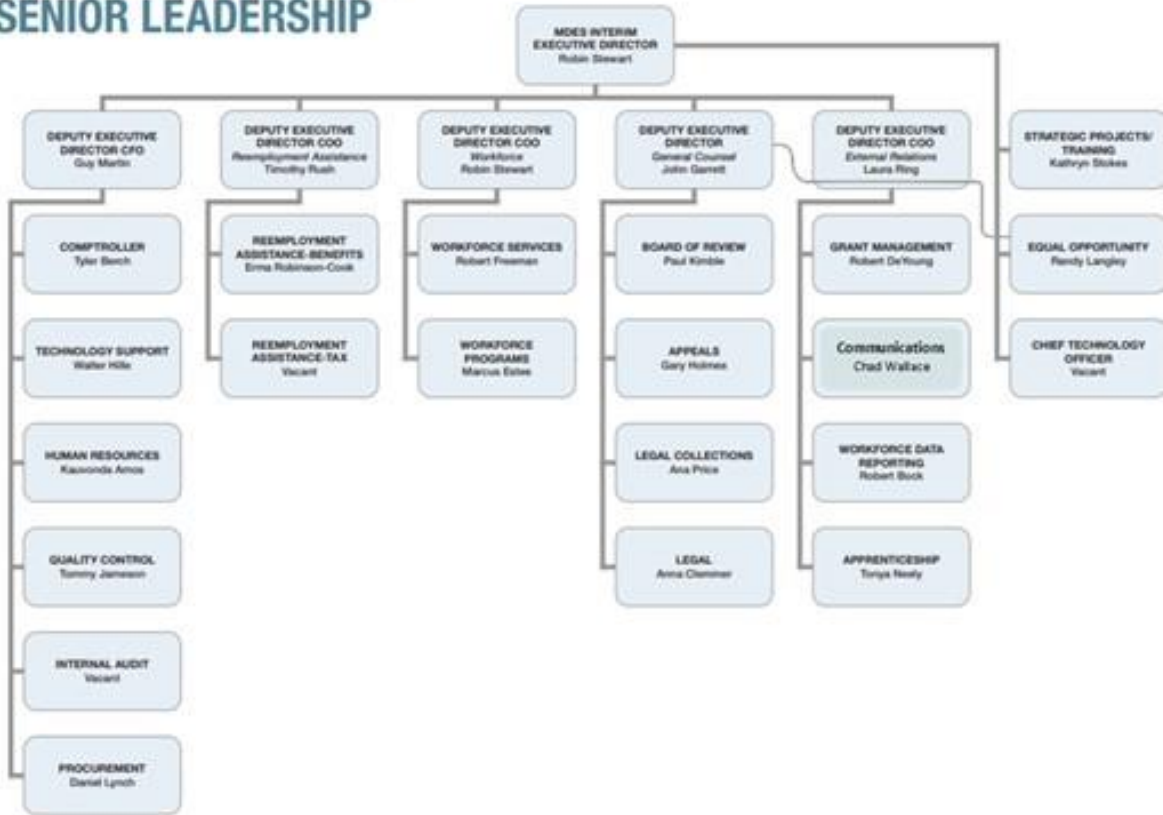 SENIOR LEADERSHIP
MDES INTERIM
EXECUTIVE DIRECTOR
Robin Stewart
DEPUTY EXECUTIVE
DIRECTOR CFO
Guy Martin
DEPUTY EXECUTIVE
DIRECTOR COO
Reemployment Assistance
Timothy Rush
DEPUTY EXECUTIVE
DIRECTOR COO
Workforce
Robin Stewart
DEPUTY EXECUTIVE
DIRECTOR
General Counsel
John Garrett
DEPUTY EXECUTIVE
DIRECTOR COO
External Relations
Laura Ring
STRATEGIC PROJECTS/
TRAINING
Kathryn Stokes
COMPTROLLER
Tyler Berch
REEMPLOYMENT
ASSISTANCE-BENEFITS
Erma Robinson-Cook
WORKFORCE SERVICES
Robert Freeman
BOARD OF REVIEW
Paul Kimble
GRANT MANAGEMENT
Robert DeYoung
EQUAL OPPORTUNITY
Langley
TECHNOLOGY SUPPORT
Walter
REEMPLOYMENT
ASSISTANCE-TAX
Vacant
WORKFORCE
PROGRAMS
Marcus Estes
APPEALS
Gary Holmes
Communications
Chad Wallace
CHIEF TECHNOLOGY
OFFICER
Vacant
HUMAN RESOURCES
Kauvonda Amos
LEGAL COLLECTIONS
Ana Price
WORKFORCE DATA
REPORTING
Robert Bock
QUALITY CONTROL
Tommy Jameson
LEGAL
Anna Clemmer
APPRENTICESHIP
Tonya Neely
INTERNAL AUDIT
Vacant
PROCUREMENT
Daniel Lynch